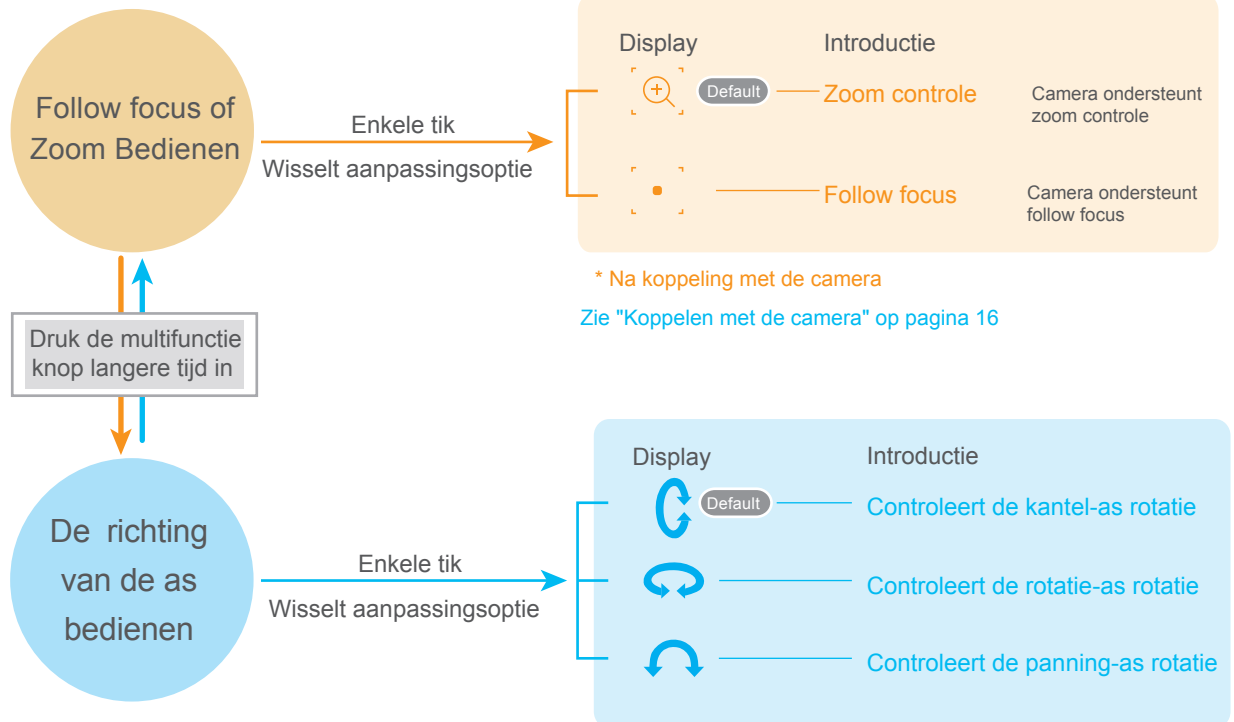 Follow focus of
Zoom Bedienen
Enkele tik
Wisselt aanpassingsoptie
Display Introductie
Default Zoom controle Camera ondersteunt
zoom controle
Follow focus Camera ondersteunt
follow focus
* Na koppeling met de camera
Zie "Koppelen met de camera" op pagina 16
Druk de multifunctie
knop langere tijd in
De richting
van de as
bedienen
Enkele tik
Wisselt aanpassingsoptie
Display Introductie
Default Controleert de kantel-as rotatie
Controleert de rotatie-as rotatie
Controleert de panning-as rotatie